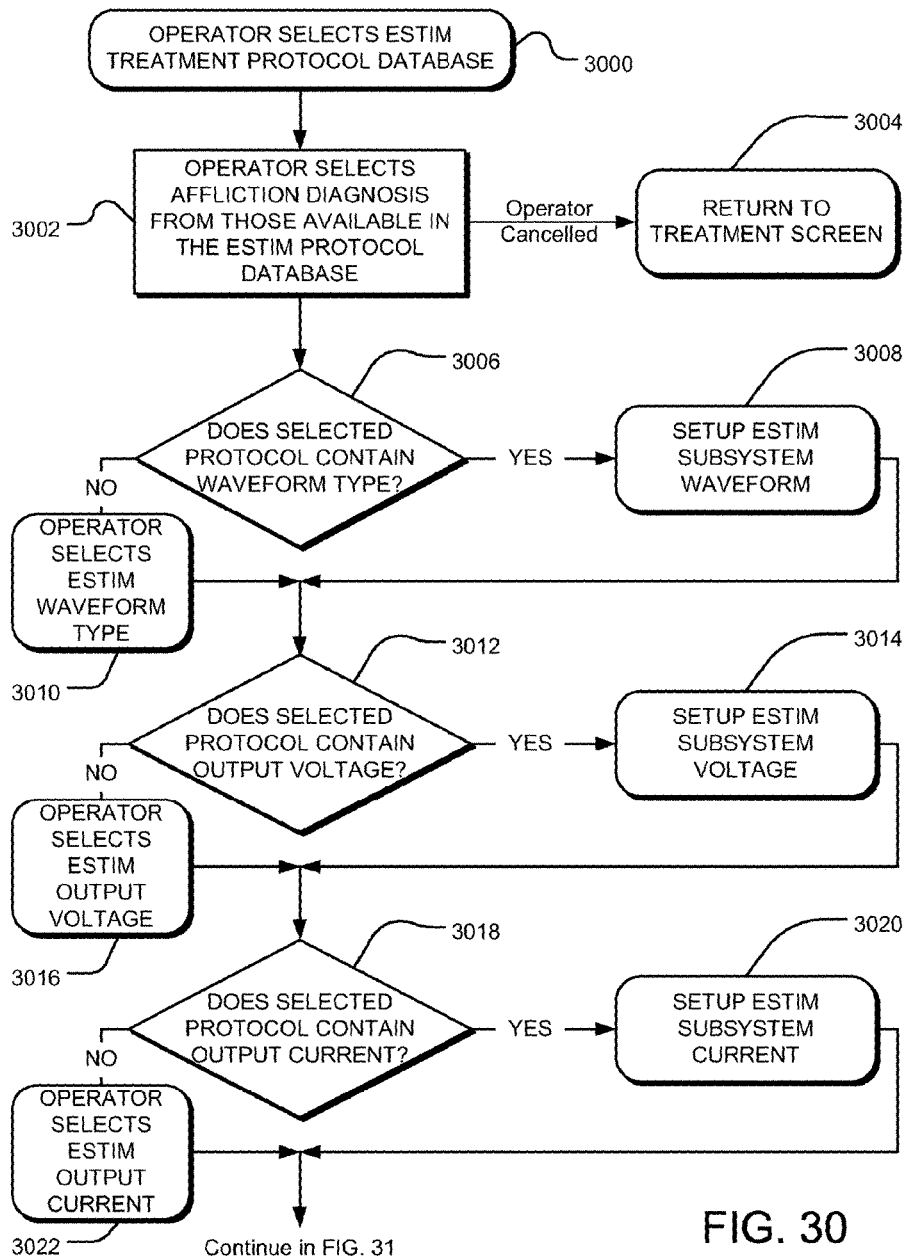 OPERATOR SELECTS ESTIM
TREATMENT PROTOCOL DATABASE
3000
3004
OPERATOR SELECTS
AFFLICTION DIAGNOSIS
FROM THOSE AVAILABLE IN
THE ESTIM PROTOCOL
DATABASE
3002
Operator
Cancelled
RETURN TO
TREATMENT SCREEN
3006
3008
DOES SELECTED
PROTOCOL CONTAIN
WAVEFORM TYPE?
YES
SETUP ESTIM
SUBSYSTEM
WAVEFORM
NO
OPERATOR
SELECTS
ESTIM
WAVEFORM
TYPE
3010
3012
3014
DOES SELECTED
PROTOCOL CONTAIN
OUTPUT VOLTAGE?
YES
SETUP ESTIM
SUBSYSTEM
VOLTAGE
NO
OPERATOR
SELECTS
ESTIM
OUTPUT
VOLTAGE
3016
3018
3020
DOES SELECTED
PROTOCOL CONTAIN
OUTPUT CURRENT?
YES
SETUP ESTIM
SUBSYSTEM
CURRENT
NO
OPERATOR
SELECTS
ESTIM
OUTPUT
CURRENT
3022
Continue in FIG. 31
FIG. 30